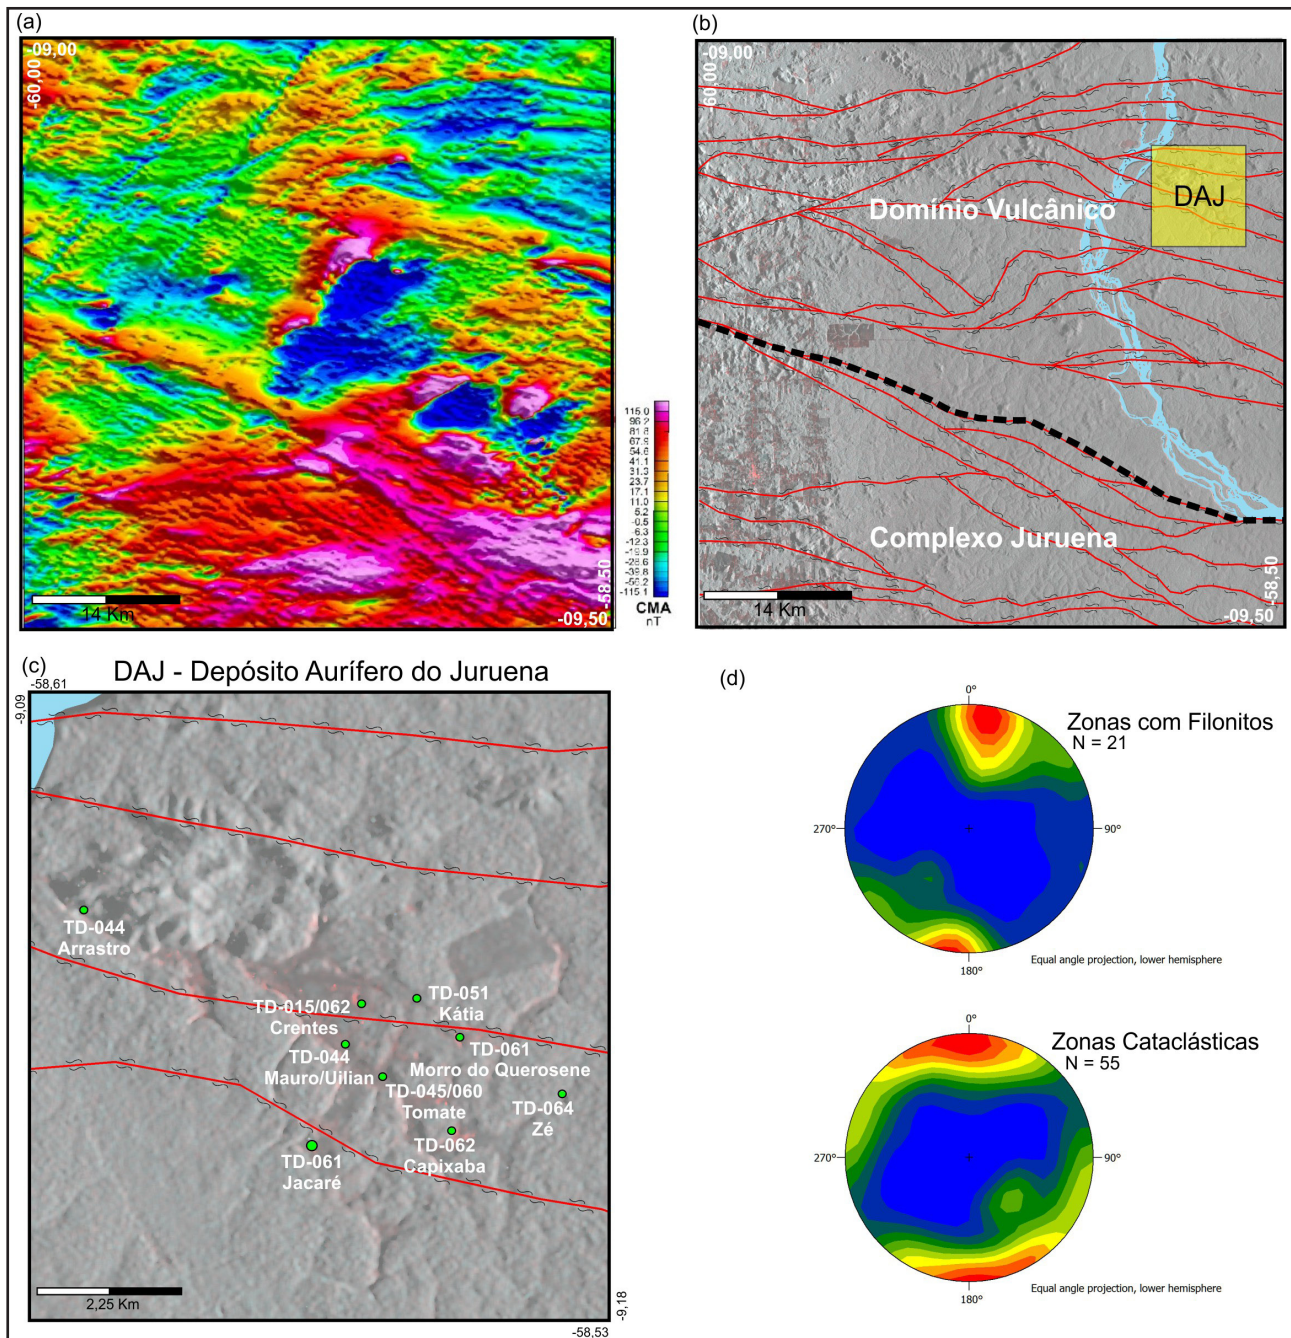 (a)
-09,00
-60,00
14 Km
-58,50
-09,50
115.0
96.2
81.8
67.9
54.6
41.1
31.3
23.7
17.1
11.0
5.2
-0.5
-6.3
-12.3
-19.9
-28.6
-39.8
-56.2
-115.1
CMA
nT
(b)
-09,00
-60,00
DAJ
Domínio Vulcânico
Complexo Juruena
14 Km
-58,50
-09,50
(c)
DAJ - Depósito Aurífero do Juruena
-58,61
-9,09
TD-044
Arrastro
TD-015/062
Crentes
TD-051
Kátia
TD-044
Mauro/Uilian
TD-061
Morro do Querosene
TD-045/060
Tomate
TD-064
Zé
TD-062
Capixaba
TD-061
Jacaré
2,25 Km
-9,18
-58,53
(d)
0°
Zonas com Filonitos
N = 21
270°
90°
180°
Equal angle projection, lower hemisphere
0°
Zonas Cataclásticas
N = 55
270°
90°
180°
Equal angle projection, lower hemisphere